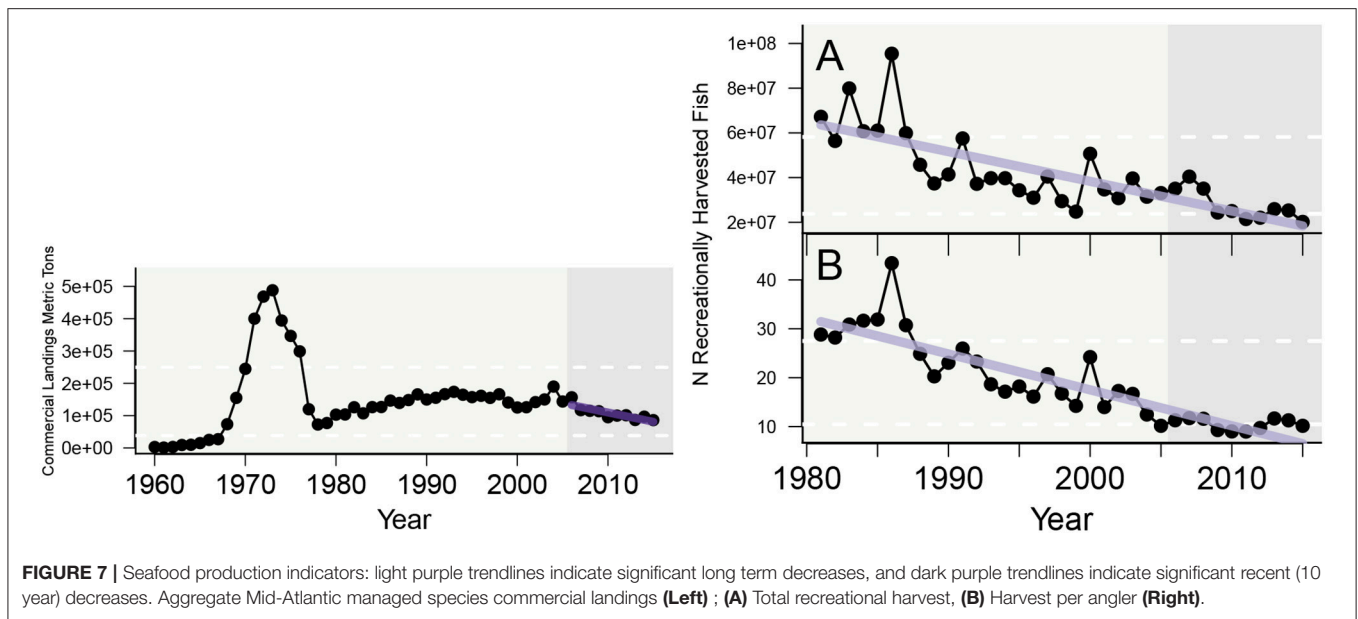 Commercial Landings Metric Tons
5e+05
4e+05
3e+05
2e+05
1e+05
0e+00
1960 1970 1980 1990 2000 2010
Year
N Recreationally Harvested Fish
A
1e+08
8e+07
6e+07
4e+07
2e+07
B
40
30
20
10
1980 1990 2000 2010
Year
FIGURE 7 | Seafood production indicators: light purple trendlines indicate significant long term decreases, and dark purple trendlines indicate significant recent (10
year) decreases. Aggregate Mid-Atlantic managed species commercial landings (Left) ; (A) Total recreational harvest, (B) Harvest per angler (Right).